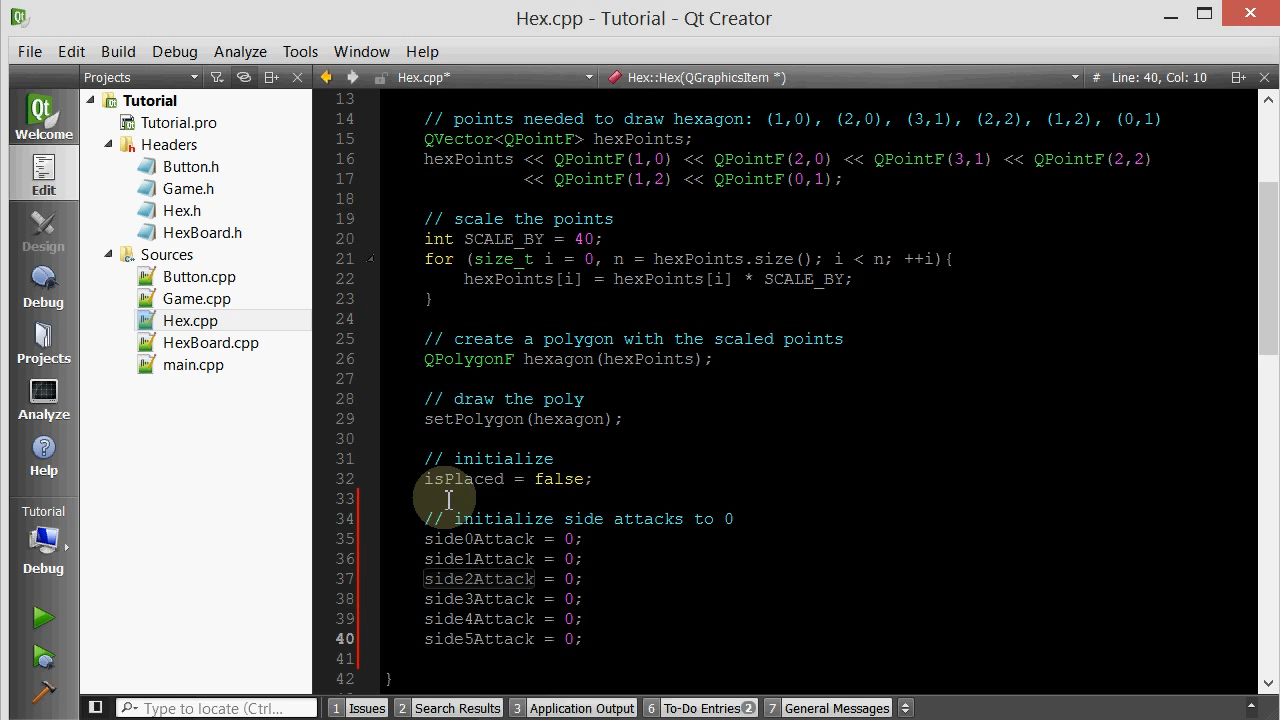 Hex.cpp - Tutorial - Qt Creator
File Edit Build Debug Analyze Tools Window Help
Projects Hex.cpp* Hex::Hex(QGraphicsItem *) # Line: 40, Col: 10
Qt
Welcome
Edit
Design
Debug
Projects
Analyze
Help
Tutorial
Debug
Tutorial
Tutorial.pro
Headers
Button.h
Game.h
Hex.h
HexBoard.h
Sources
Button.cpp
Game.cpp
Hex.cpp
HexBoard.cpp
main.cpp
13
14 // points needed to draw hexagon: (1,0), (2,0), (3,1), (2,2), (1,2), (0,1)
15 QVector<QPointF> hexPoints;
16 hexPoints << QPointF(1,0) << QPointF(2,0) << QPointF(3,1) << QPointF(2,2)
17 << QPointF(1,2) << QPointF(0,1);
18
19 // scale the points
20 int SCALE_BY = 40;
21 for (size_t i = 0, n = hexPoints.size(); i < n; ++i){
22 hexPoints[i] = hexPoints[i] * SCALE_BY;
23 }
24
25 // create a polygon with the scaled points
26 QPolygonF hexagon(hexPoints);
27
28 // draw the poly
29 setPolygon(hexagon);
30
31 // initialize
32 isPlaced = false;
33
34 // initialize side attacks to 0
35 side0Attack = 0;
36 side1Attack = 0;
37 side2Attack = 0;
38 side3Attack = 0;
39 side4Attack = 0;
40 side5Attack = 0;
41
42 }
Type to locate (Ctrl... 1 Issues 2 Search Results 3 Application Output 6 To-Do Entries 2 7 General Messages